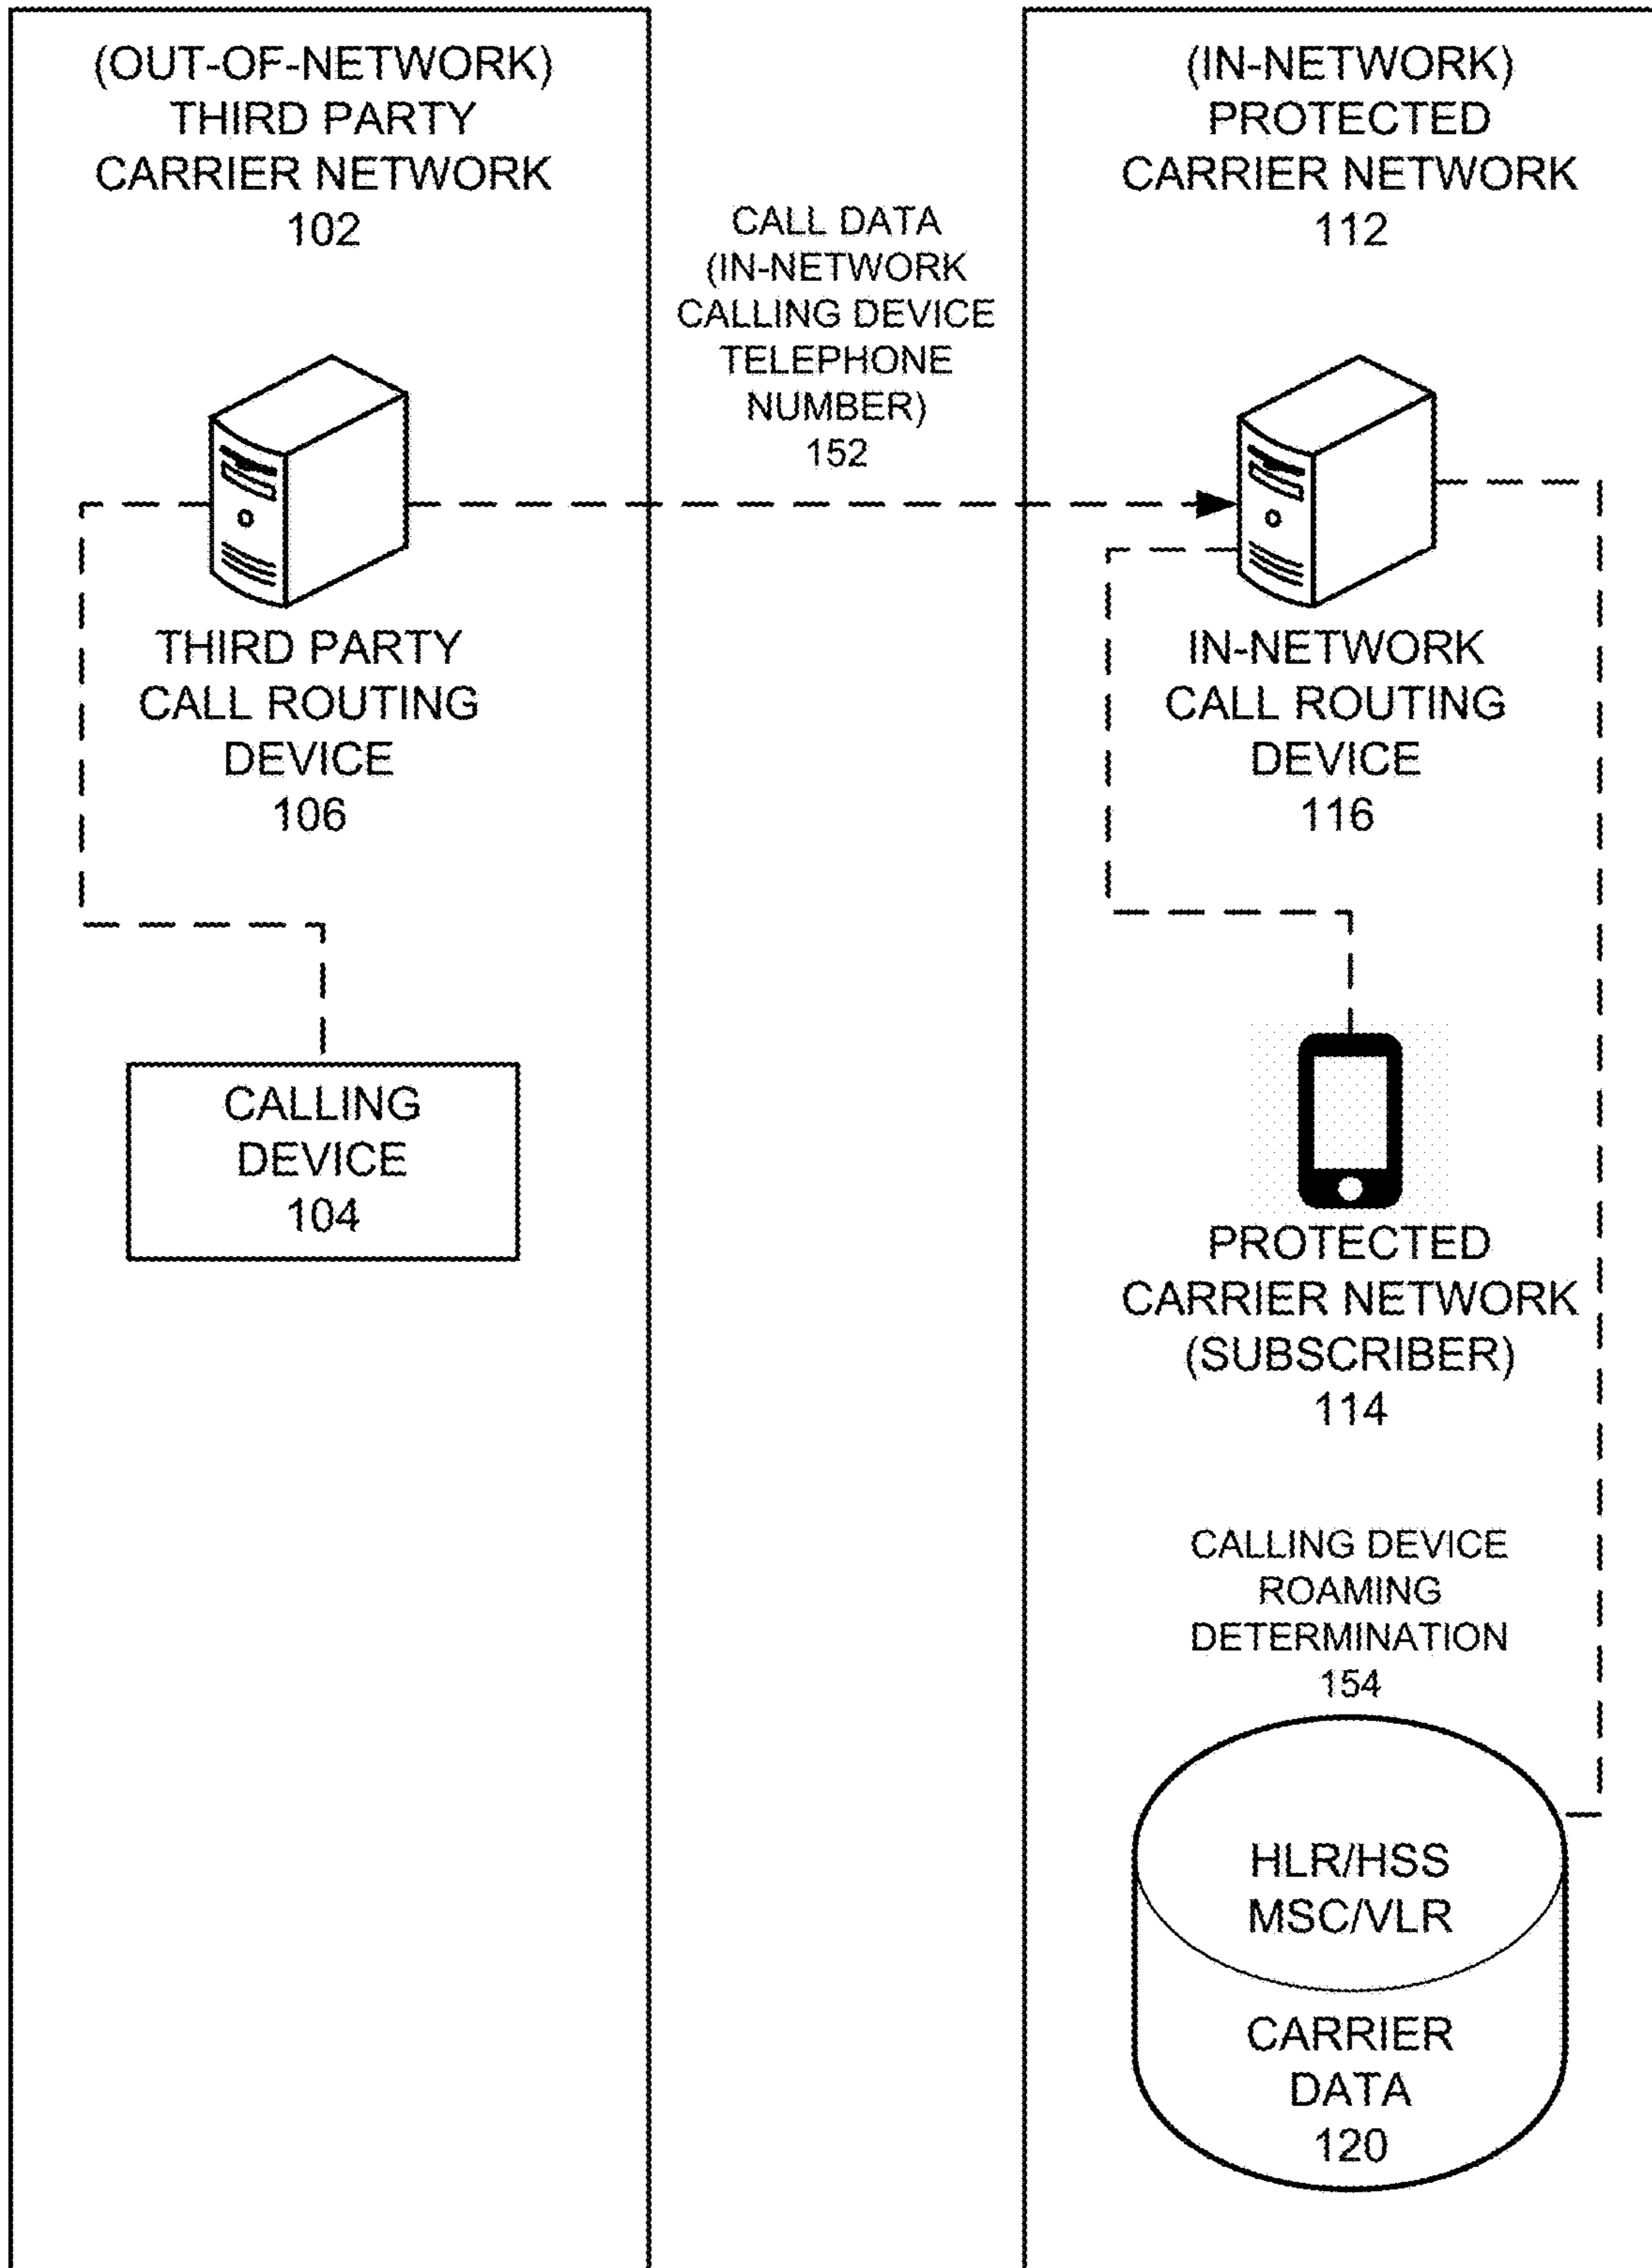 (OUT-OF-NETWORK)
THIRD PARTY
CARRIER NETWORK
102
CALL DATA
(IN-NETWORK
CALLING DEVICE
TELEPHONE
NUMBER)
152
(IN-NETWORK)
PROTECTED
CARRIER NETWORK
112
THIRD PARTY
CALL ROUTING
DEVICE
106
IN-NETWORK
CALL ROUTING
DEVICE
116
CALLING
DEVICE
104
PROTECTED
CARRIER NETWORK
(SUBSCRIBER)
114
CALLING DEVICE
ROAMING
DETERMINATION
154
HLR/HSS
MSC/VLR
CARRIER
DATA
120